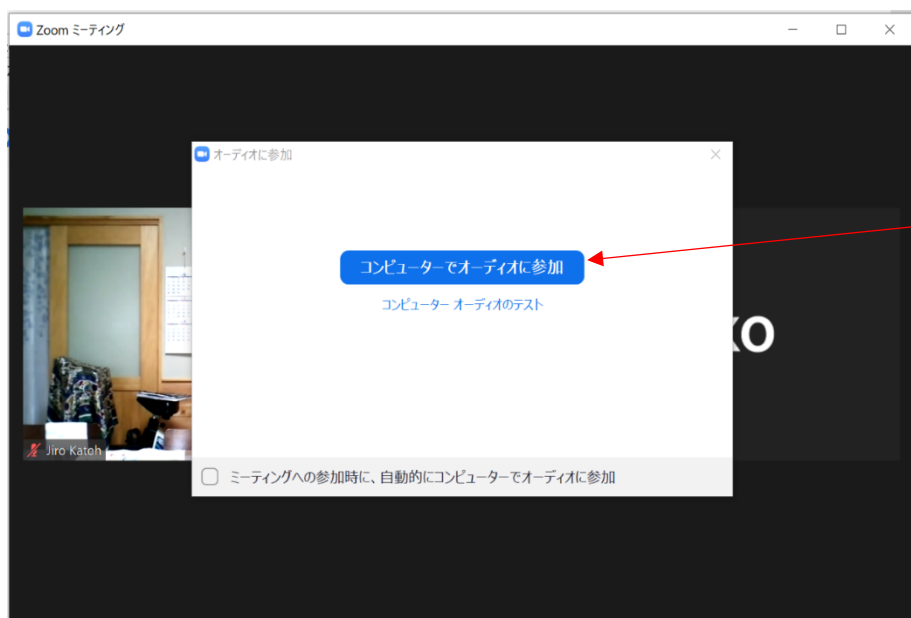 Zoom ミーティング
オーディオに参加
コンピューターでオーディオに参加
コンピューター オーディオのテスト
Jiro Katoh
ミーティングへの参加時に、自動的にコンピューターでオーディオに参加